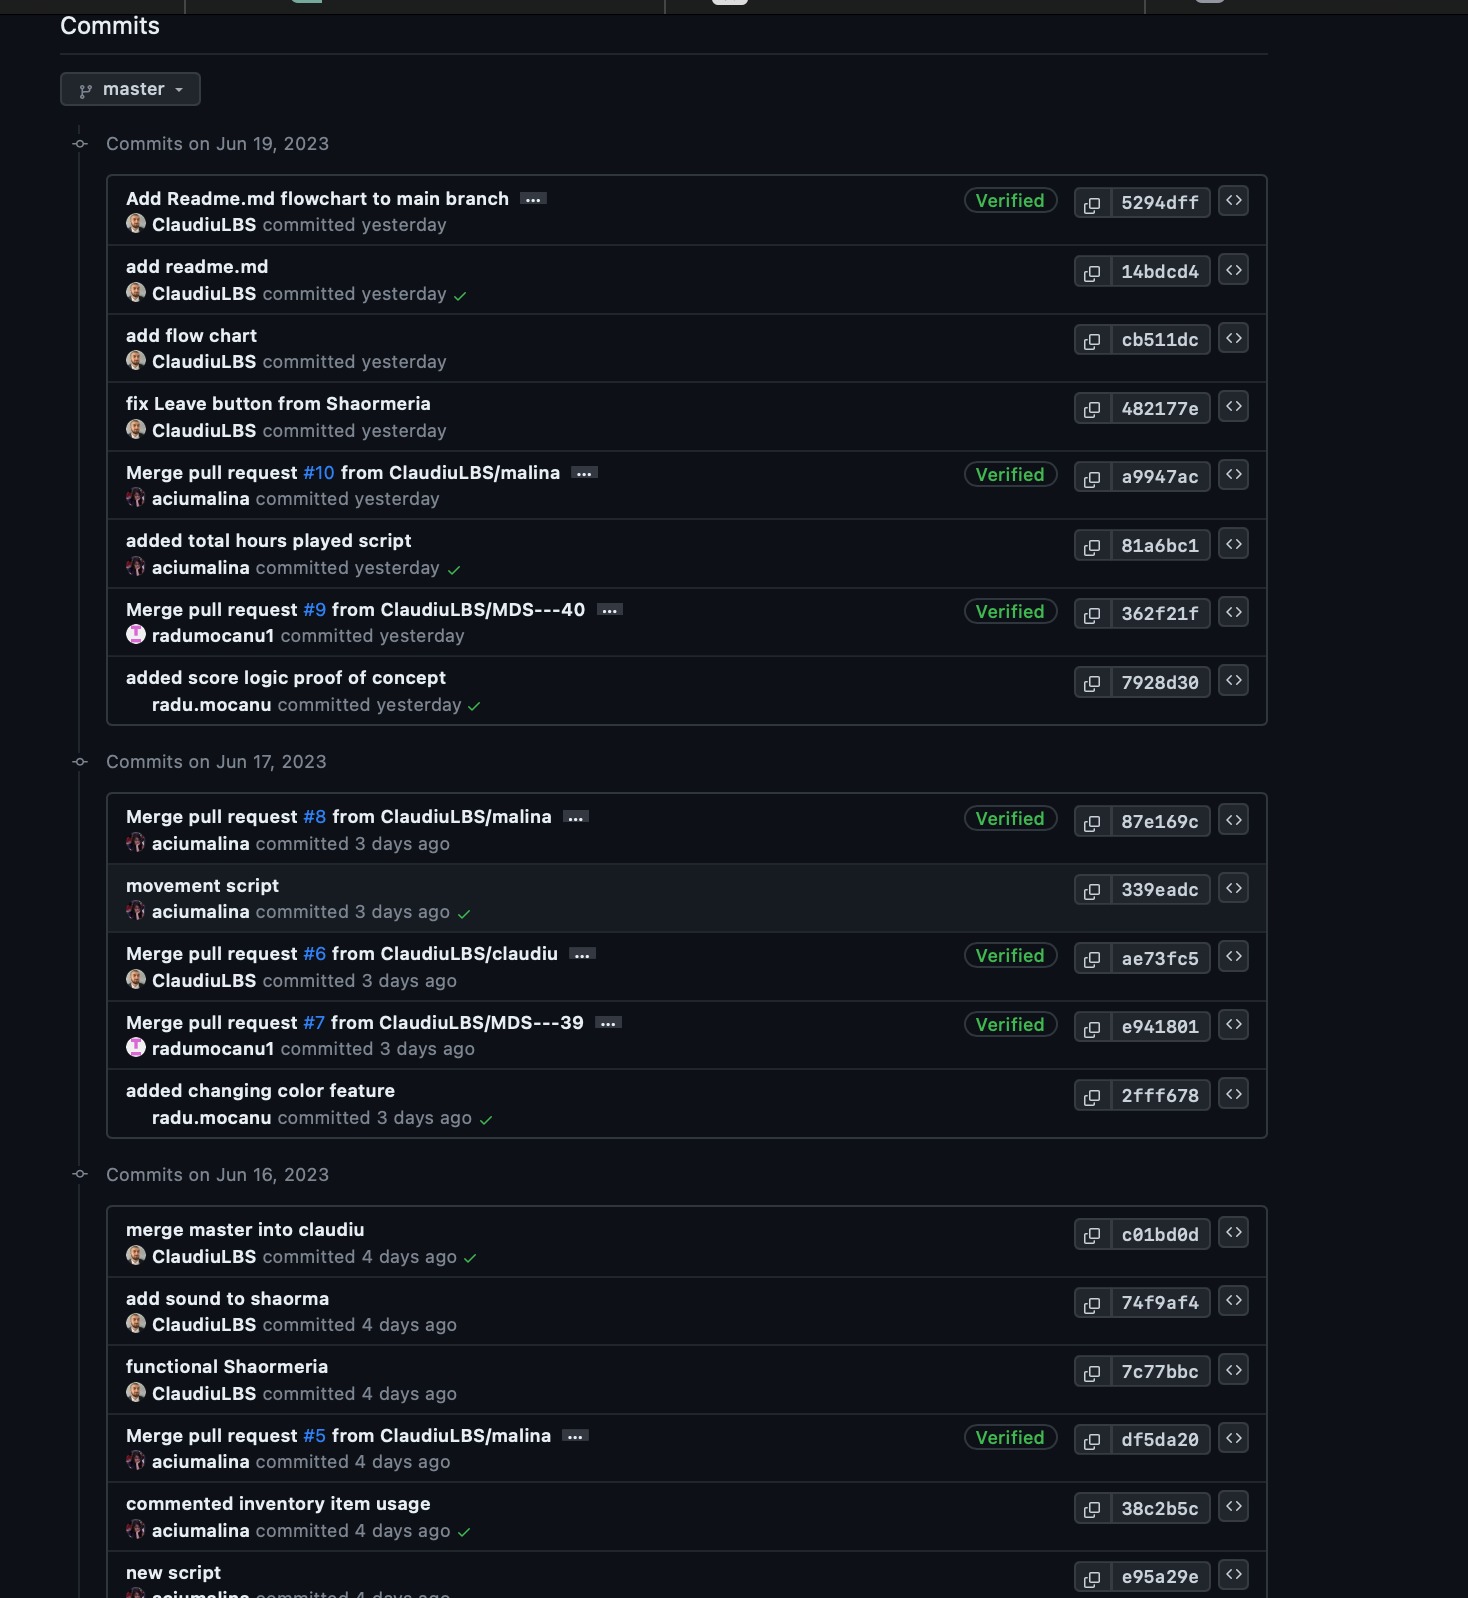 Commits
master
Commits on Jun 19, 2023
Add Readme.md flowchart to main branch ...
Verified
5294dff
ClaudiuLBS committed yesterday
add readme.md
14bdcd4
ClaudiuLBS committed yesterday
add flow chart
cb511dc
ClaudiuLBS committed yesterday
fix Leave button from Shaormeria
482177e
ClaudiuLBS committed yesterday
Merge pull request #10 from ClaudiuLBS/malina ...
Verified
a9947ac
aciumalina committed yesterday
added total hours played script
81a6bc1
aciumalina committed yesterday
Merge pull request #9 from ClaudiuLBS/MDS---40 ...
Verified
362f21f
radumocanu1 committed yesterday
added score logic proof of concept
7928d30
radu.mocanu committed yesterday
Commits on Jun 17, 2023
Merge pull request #8 from ClaudiuLBS/malina ...
Verified
87e169c
aciumalina committed 3 days ago
movement script
339eadc
aciumalina committed 3 days ago
Merge pull request #6 from ClaudiuLBS/claudiu ...
Verified
ae73fc5
ClaudiuLBS committed 3 days ago
Merge pull request #7 from ClaudiuLBS/MDS---39 ...
Verified
e941801
radumocanu1 committed 3 days ago
added changing color feature
2fff678
radu.mocanu committed 3 days ago
Commits on Jun 16, 2023
merge master into claudiu
c01bd0d
ClaudiuLBS committed 4 days ago
add sound to shaorma
74f9af4
ClaudiuLBS committed 4 days ago
functional Shaormeria
7c77bbc
ClaudiuLBS committed 4 days ago
Merge pull request #5 from ClaudiuLBS/malina ...
Verified
df5da20
aciumalina committed 4 days ago
commented inventory item usage
38c2b5c
aciumalina committed 4 days ago
new script
e95a29e
aciumalina committed 4 days ago